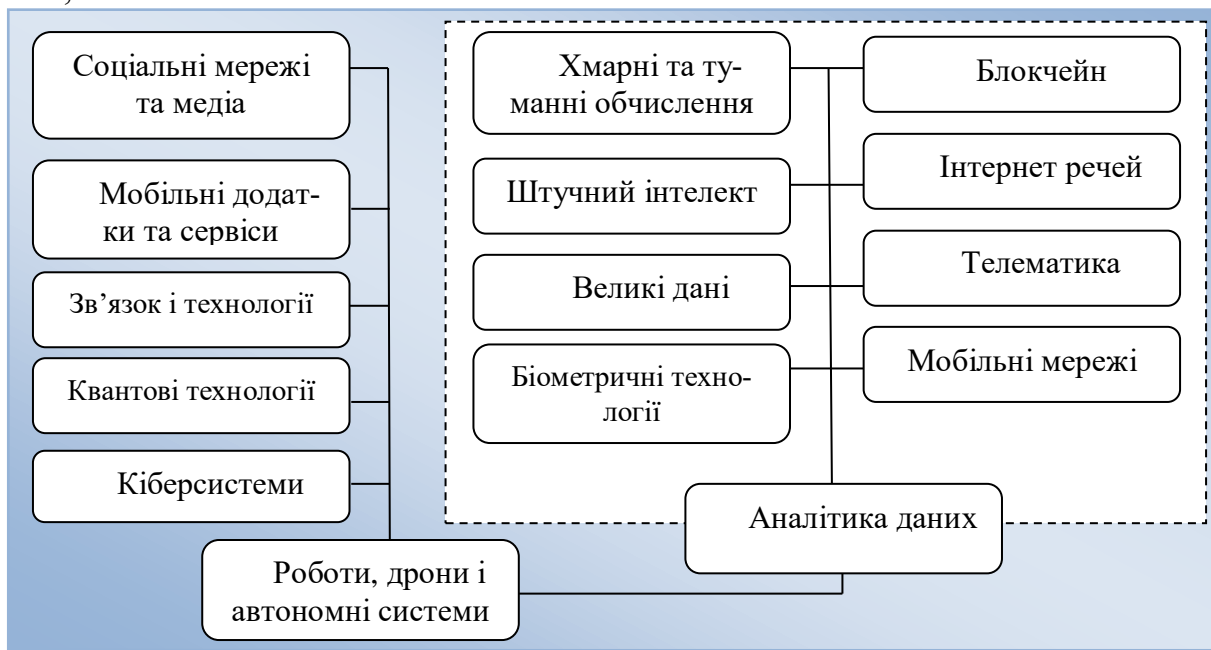 Соціальні мережі
та медіа
Мобільні додат-
ки та сервіси
Зв’язок і технології
Квантові технології
Кіберсистеми
Роботи, дрони і
автономні системи
Хмарні та ту-
манні обчислення
Штучний інтелект
Великі дані
Біометричні техно-
логії
Блокчейн
Інтернет речей
Телематика
Мобільні мережі
Аналітика даних